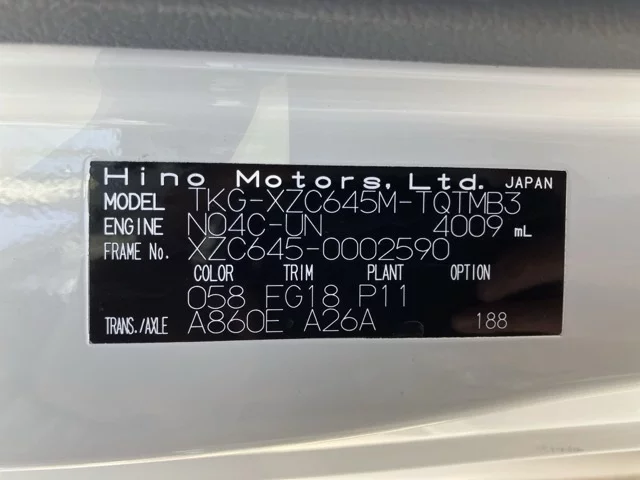 Hino Motors, Ltd. JAPAN
MODEL TKG-XZC645M-TQTMB3
ENGINE N04C-UN 4009 mL
FRAME No. XZC645-0002590
COLOR TRIM PLANT OPTION
058 FG18 P11
TRANS./AXLE A860E A26A 188